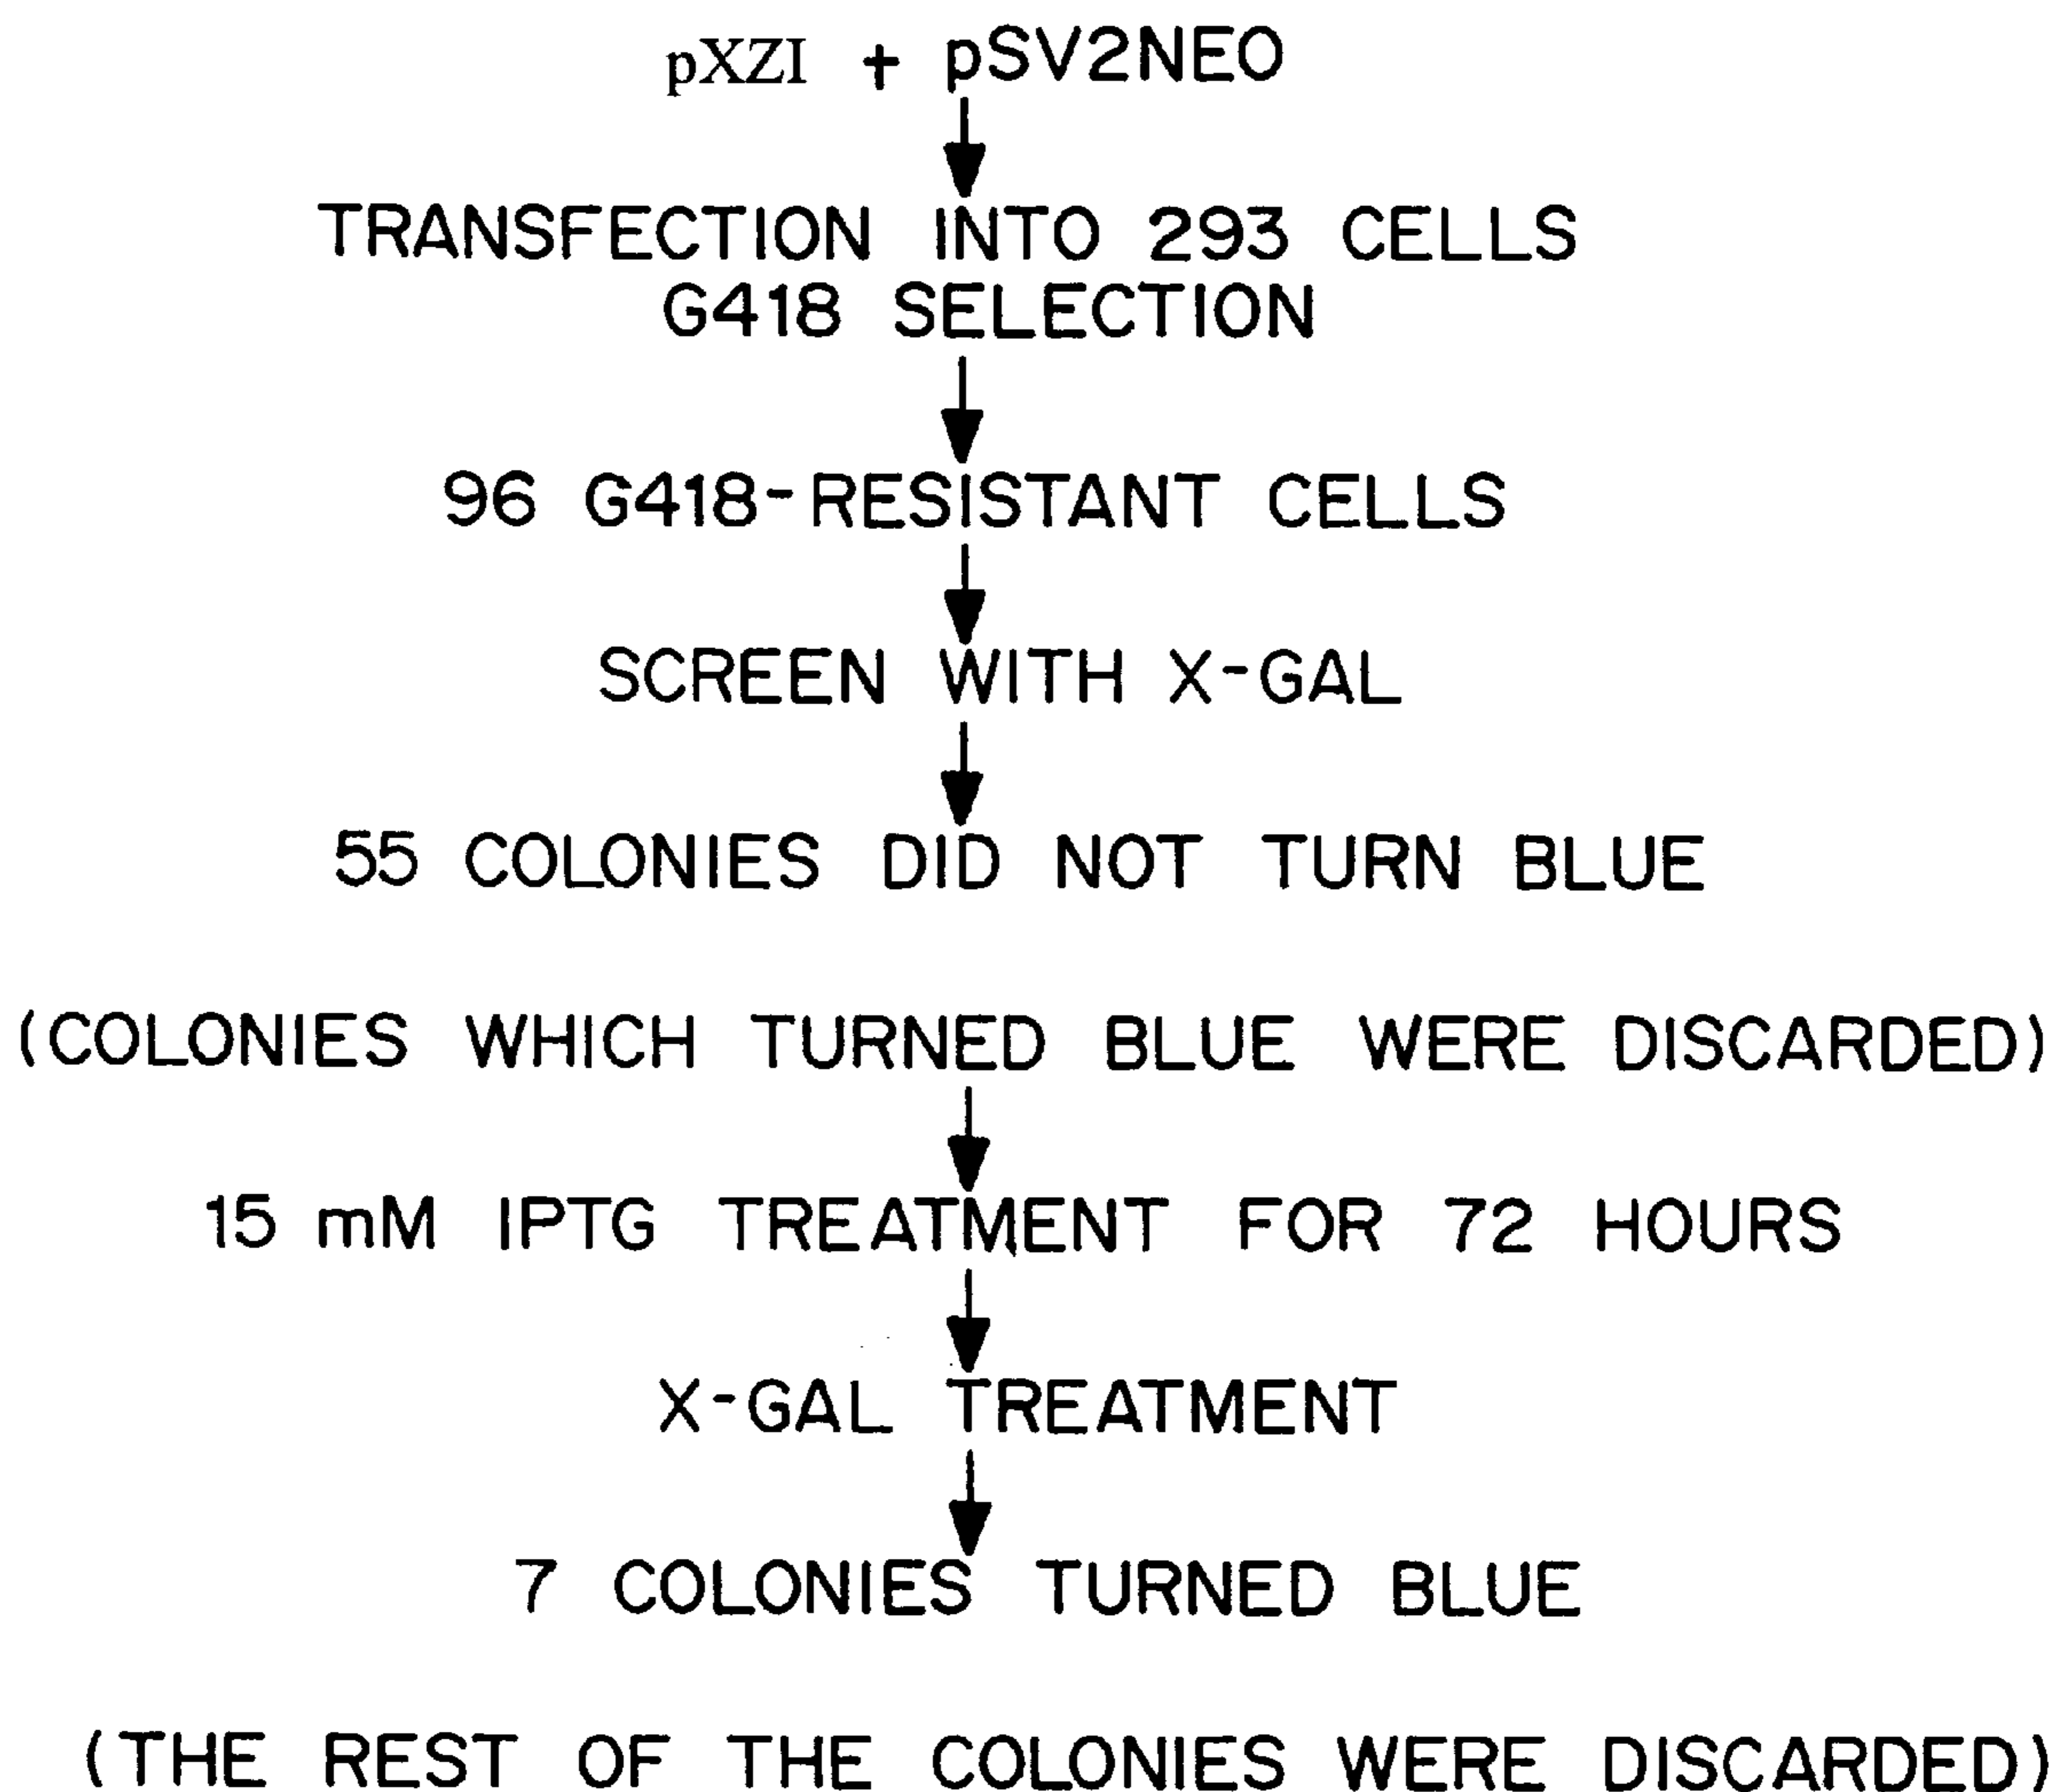 pXZI + pSV2NEO
TRANSFECTION INTO 293 CELLS
G418 SELECTION
96 G418-RESISTANT CELLS
SCREEN WITH X-GAL
55 COLONIES DID NOT TURN BLUE
(COLONIES WHICH TURNED BLUE WERE DISCARDED)
15 mM IPTG TREATMENT FOR 72 HOURS
X-GAL TREATMENT
7 COLONIES TURNED BLUE
(THE REST OF THE COLONIES WERE DISCARDED)